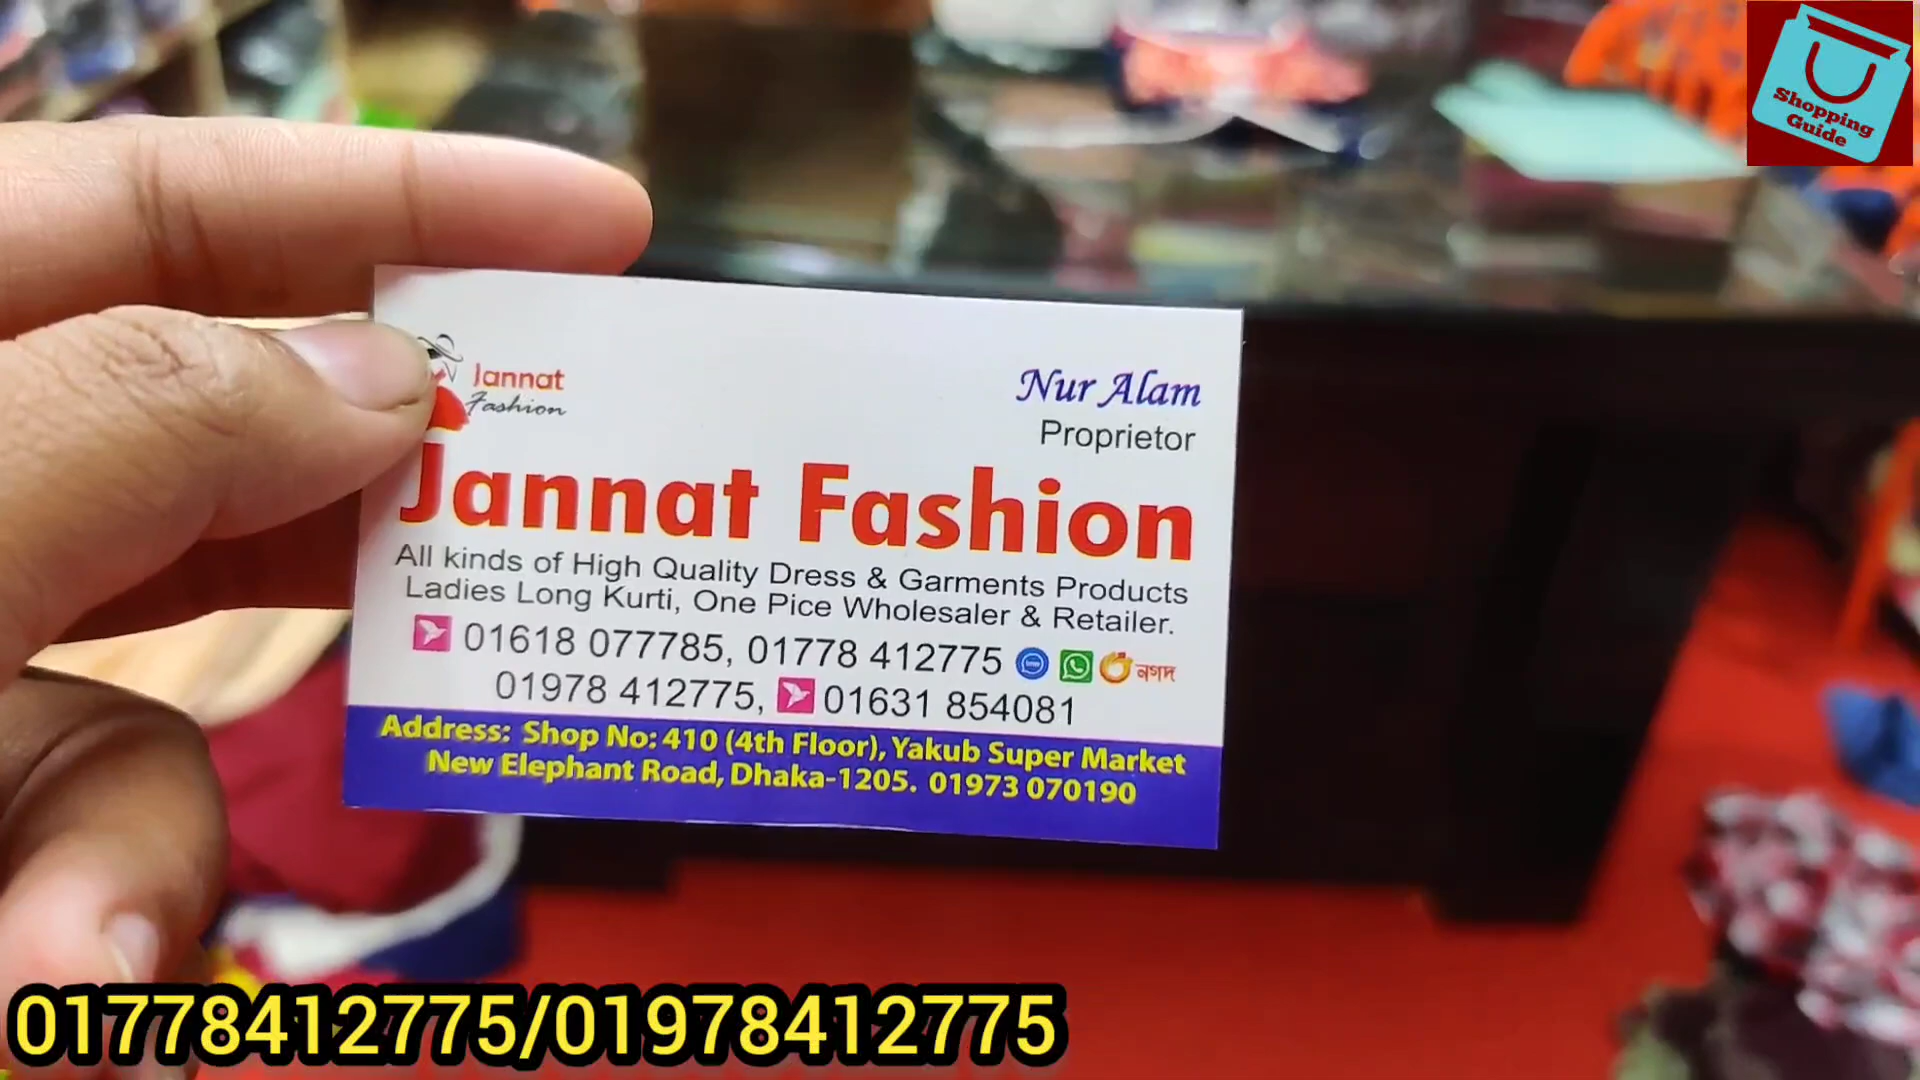 Shopping
Guide
Jannat
Fashion
Nur Alam
Proprietor
Jannat Fashion
All kinds of High Quality Dress & Garments Products
Ladies Long Kurti, One Pice Wholesaler & Retailer.
01618 077785, 01778 412775 নগদ
01978 412775, 01631 854081
Address: Shop No: 410 (4th Floor), Yakub Super Market
New Elephant Road, Dhaka-1205. 01973 070190
01778412775/01978412775